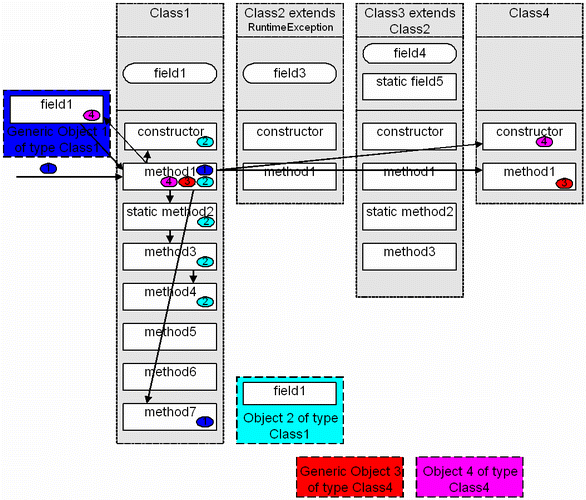 Class1
Class2 extends
RuntimeException
Class3 extends
Class2
Class4
field1
field3
field4
static field5
field1
4
Generic Object 1
of type Class1
constructor
2
constructor
constructor
constructor
4
1
method1
1
4
3
2
method1
method1
method1
3
static method2
2
static method2
method3
2
method3
method4
2
method5
method6
method7
1
field1
Object 2 of type
Class1
Generic Object 3
of type Class4
Object 4 of type
Class4